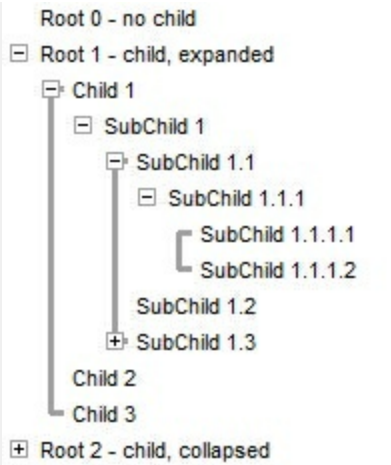 Root 0 - no child
Root 1 - child, expanded
Child 1
SubChild 1
SubChild 1.1
SubChild 1.1.1
SubChild 1.1.1.1
SubChild 1.1.1.2
SubChild 1.2
SubChild 1.3
Child 2
Child 3
Root 2 - child, collapsed